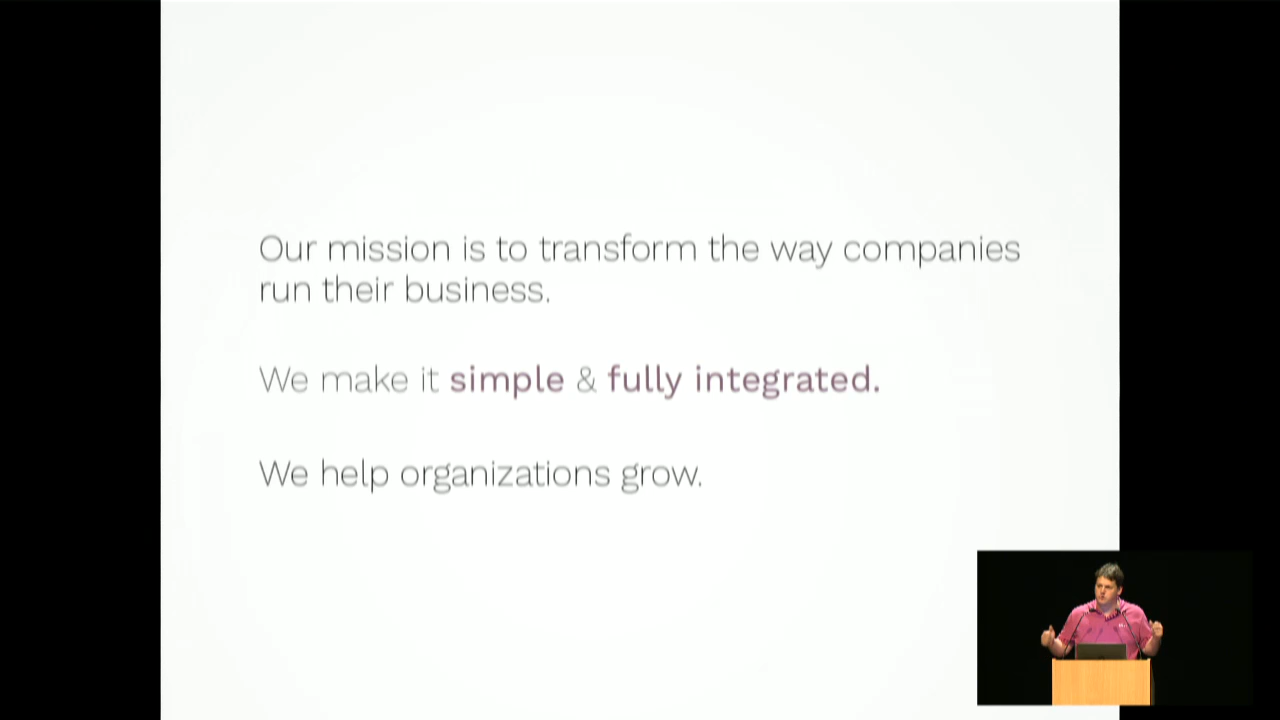 Our mission is to transform the way companies
run their business.
We make it simple & fully integrated.
We help organizations grow.